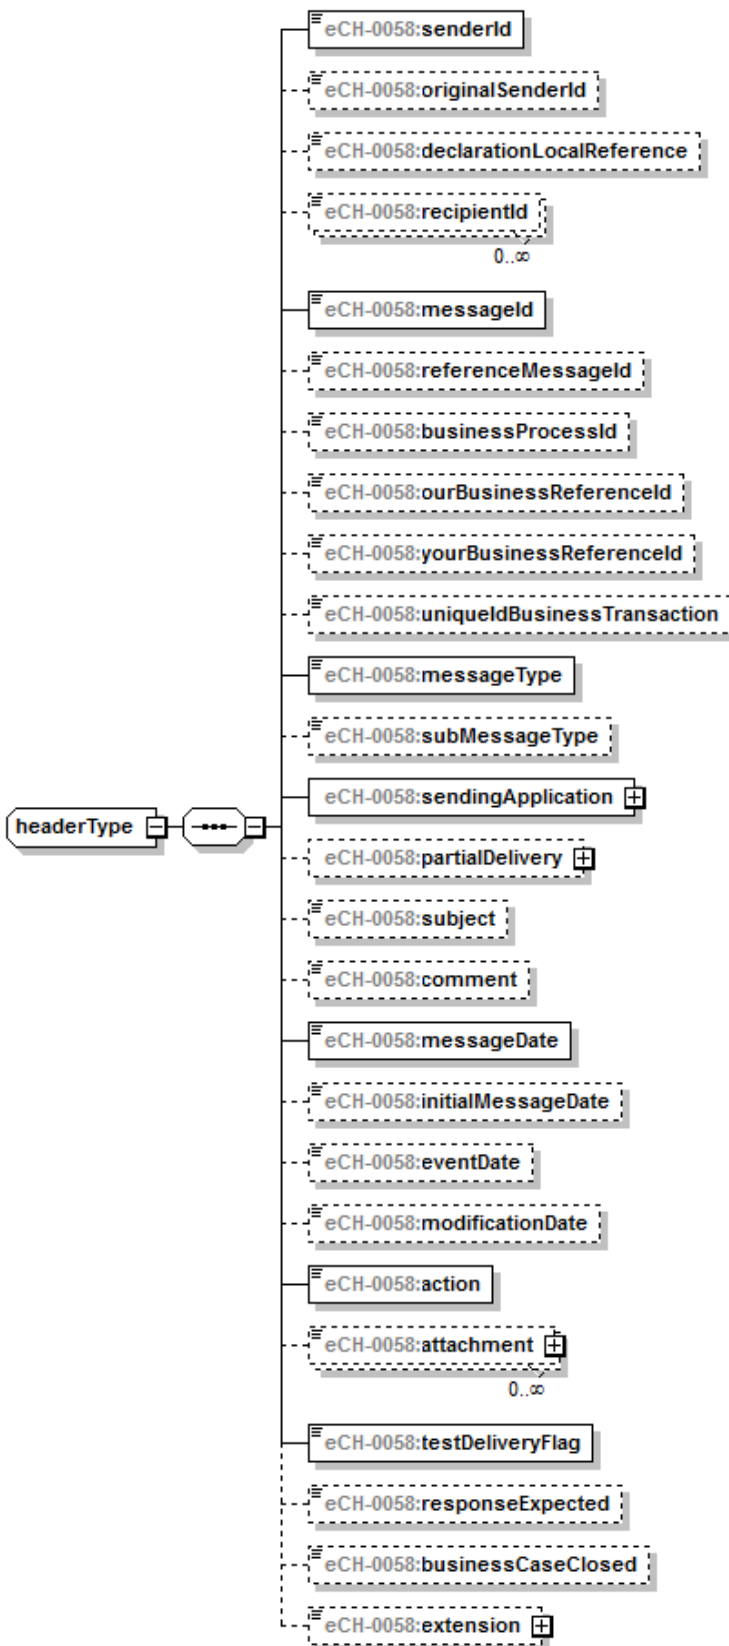 eCH-0058:senderId
eCH-0058:originalSenderId
eCH-0058:declarationLocalReference
eCH-0058:recipientId
0..∞
eCH-0058:messageId
eCH-0058:referenceMessageId
eCH-0058:businessProcessId
eCH-0058:ourBusinessReferenceId
eCH-0058:yourBusinessReferenceId
eCH-0058:uniqueIdBusinessTransaction
eCH-0058:messageType
eCH-0058:subMessageType
eCH-0058:sendingApplication
headerType
eCH-0058:partialDelivery
eCH-0058:subject
eCH-0058:comment
eCH-0058:messageDate
eCH-0058:initialMessageDate
eCH-0058:eventDate
eCH-0058:modificationDate
eCH-0058:action
eCH-0058:attachment
0..∞
eCH-0058:testDeliveryFlag
eCH-0058:responseExpected
eCH-0058:businessCaseClosed
eCH-0058:extension